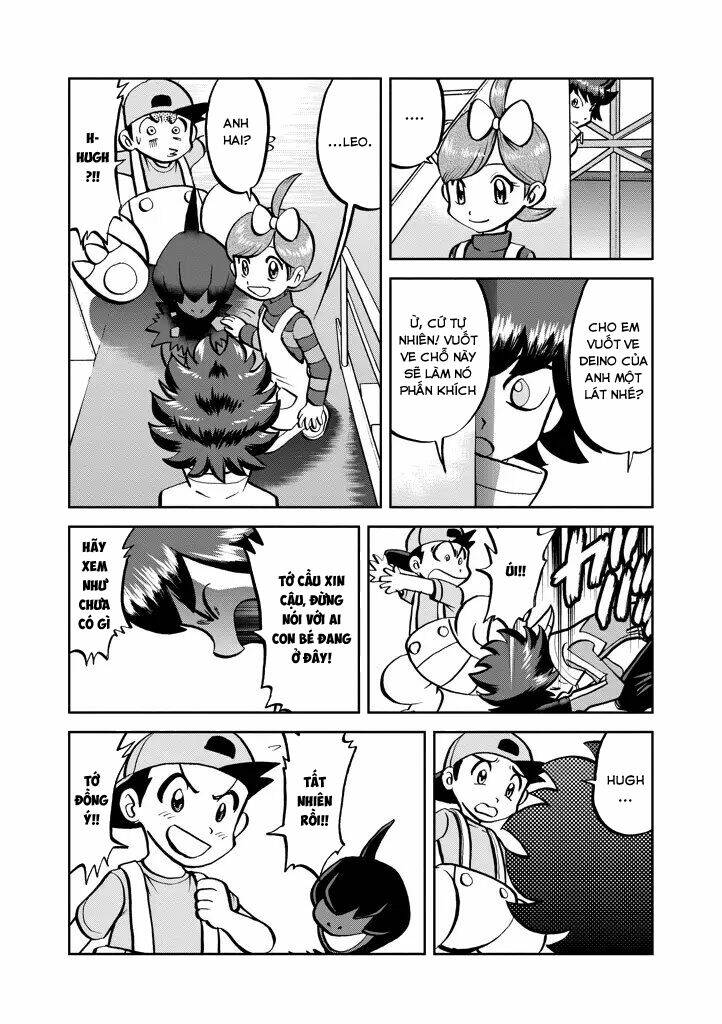 ....
CHO EM
VUỐT VE
DEINO CỦA
ANH MỘT
LÁT NHÉ?
Ừ, CỨ TỰ
NHIÊN! VUỐT
VE CHỖ NÀY
SẼ LÀM NÓ
PHẤN KHÍCH
...LEO.
ANH
HAI?
H-
HUGH
?!!
ÚI!!
TỚ CẦU XIN
CẬU, ĐỪNG
NÓI VỚI AI
CON BÉ ĐANG
Ở ĐÂY!
HÃY
XEM
NHƯ
CHƯA
CÓ GÌ
HUGH
...
TẤT
NHIÊN
RỒI!!
TỚ
ĐỒNG
Ý!!